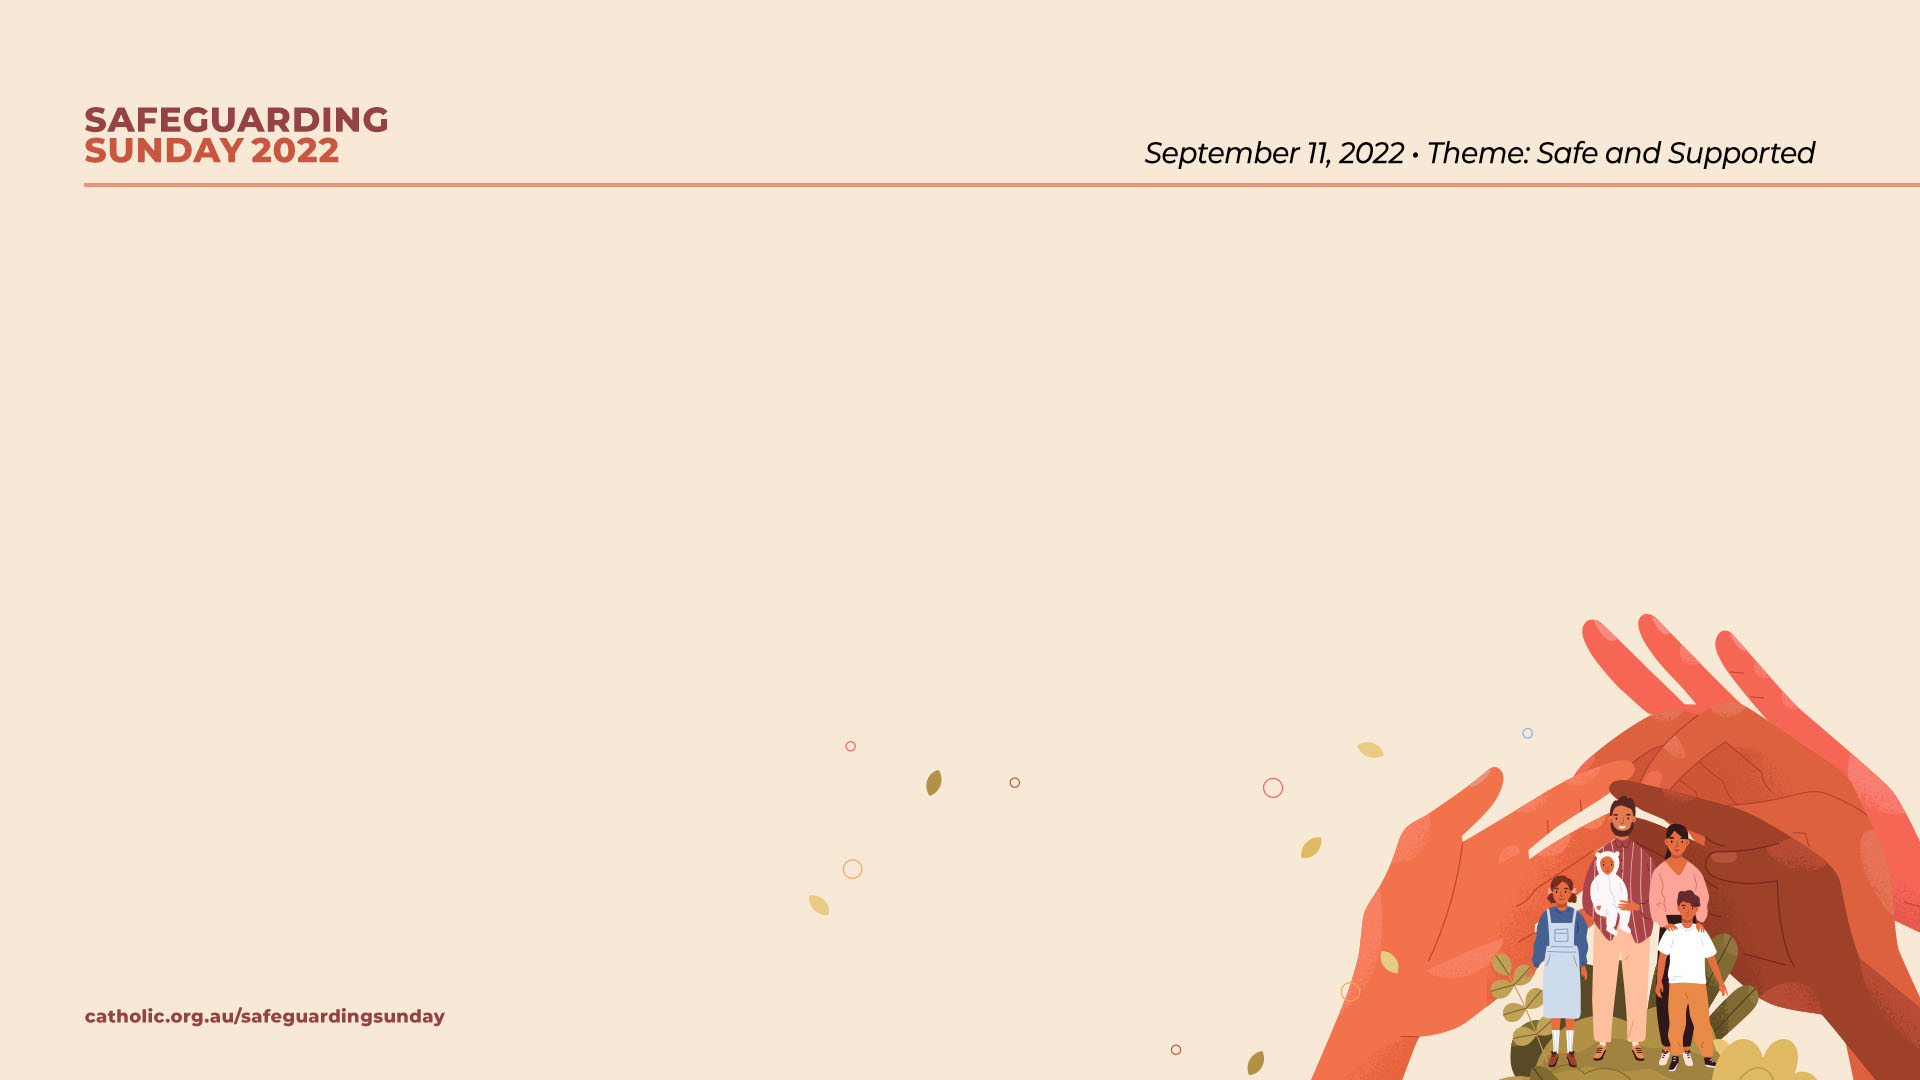 SAFEGUARDING
SUNDAY 2022
September 11, 2022 • Theme: Safe and Supported
catholic.org.au/safeguardingsunday